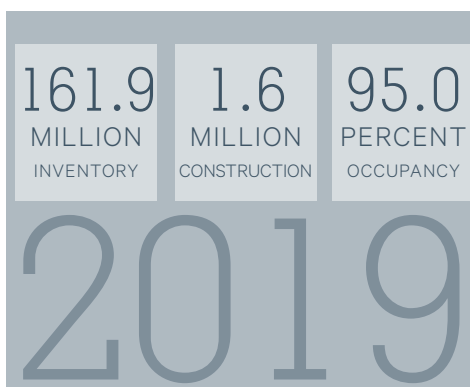 161.9 1.6 95.0
MILLION MILLION PERCENT
INVENTORY CONSTRUCTION OCCUPANCY
2019